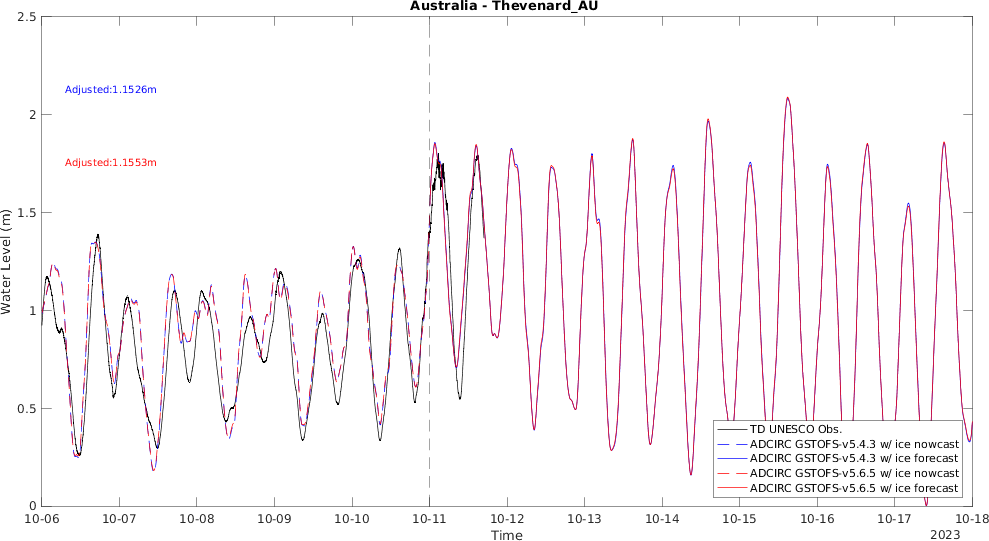 Australia - Thevenard_AU
2.5
2
1.5
1
0.5
0
Water Level (m)
Adjusted:1.1526m
Adjusted:1.1553m
TD UNESCO Obs.
ADCIRC GSTOFS-v5.4.3 w/ ice nowcast
ADCIRC GSTOFS-v5.4.3 w/ ice forecast
ADCIRC GSTOFS-v5.6.5 w/ ice nowcast
ADCIRC GSTOFS-v5.6.5 w/ ice forecast
10-06 10-07 10-08 10-09 10-10 10-11 10-12 10-13 10-14 10-15 10-16 10-17 10-18
Time
2023